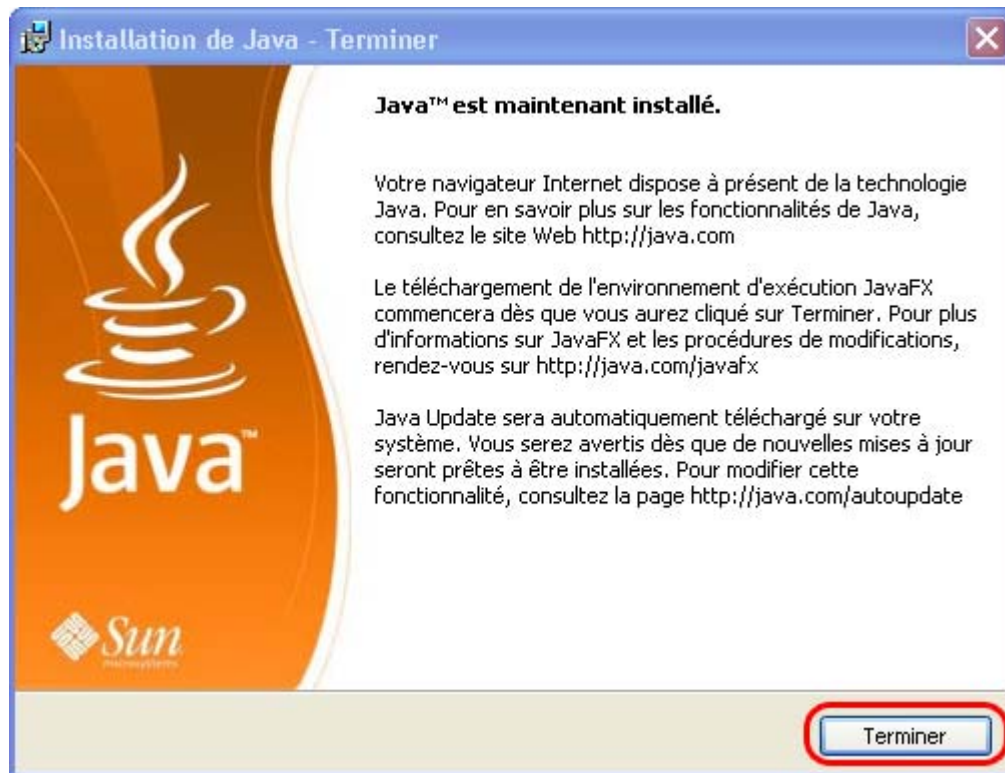 Installation de Java - Terminer
Java™ est maintenant installé.
Votre navigateur Internet dispose à présent de la technologie
Java. Pour en savoir plus sur les fonctionnalités de Java,
consultez le site Web http://java.com
Le téléchargement de l'environnement d'exécution JavaFX
commencera dès que vous aurez cliqué sur Terminer. Pour plus
d'informations sur JavaFX et les procédures de modifications,
rendez-vous sur http://java.com/javafx
Java Update sera automatiquement téléchargé sur votre
système. Vous serez avertis dès que de nouvelles mises à jour
seront prêtes à être installées. Pour modifier cette
fonctionnalité, consultez la page http://java.com/autoupdate
Java™
Sun
microsystems
Terminer